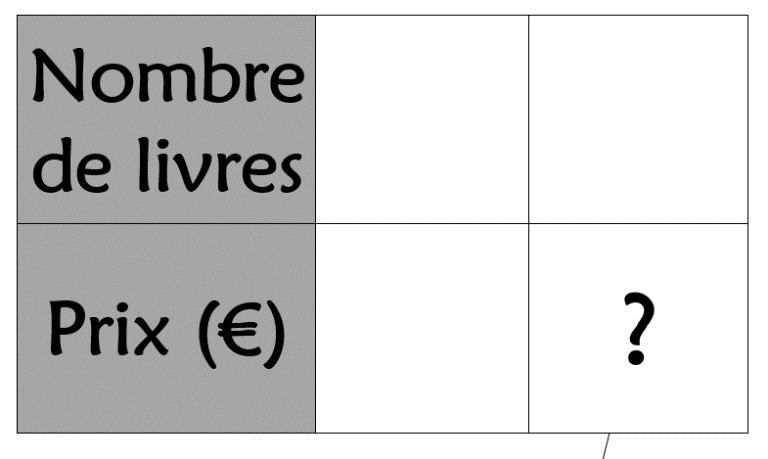 Nombre
de livres
Prix (€)
?